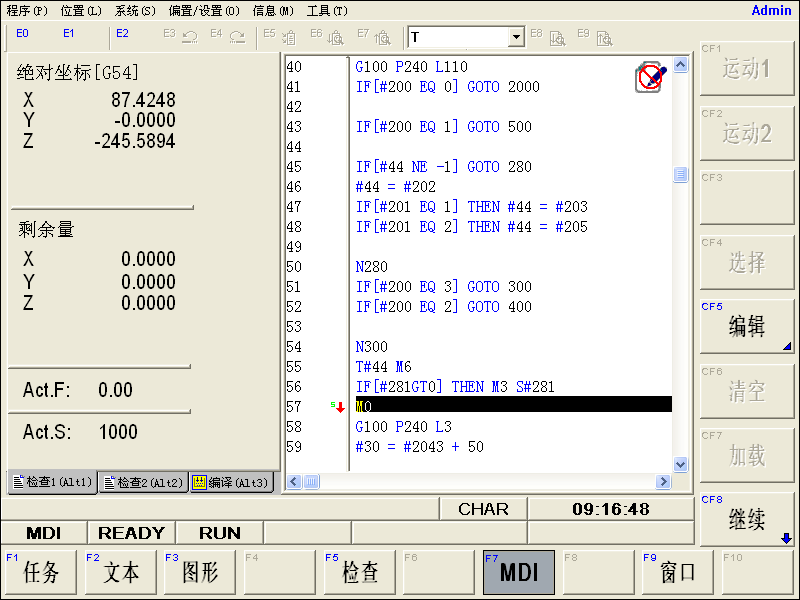 程序(P) 位置(L) 系统(S) 偏置/设置(O) 信息(M) 工具(T) Admin
E0 E1 E2 E3 E4 E5 E6 E7 T E8 E9
绝对坐标[G54]
X 87.4248
Y -0.0000
Z -245.5894
剩余量
X 0.0000
Y 0.0000
Z 0.0000
Act.F: 0.00
Act.S: 1000
检查1(Alt1) 检查2(Alt2) 编译(Alt3)
40 G100 P240 L110
41 IF[#200 EQ 0] GOTO 2000
42
43 IF[#200 EQ 1] GOTO 500
44
45 IF[#44 NE -1] GOTO 280
46 #44 = #202
47 IF[#201 EQ 1] THEN #44 = #203
48 IF[#201 EQ 2] THEN #44 = #205
49
50 N280
51 IF[#200 EQ 3] GOTO 300
52 IF[#200 EQ 2] GOTO 400
53
54 N300
55 T#44 M6
56 IF[#281GT0] THEN M3 S#281
57 S M0
58 G100 P240 L3
59 #30 = #2043 + 50
CF1 运动1
CF2 运动2
CF3
CF4 选择
CF5 编辑
CF6 清空
CF7 加载
CF8 继续
CHAR 09:16:48
MDI READY RUN
F1 任务 F2 文本 F3 图形 F4 F5 检查 F6 F7 MDI F8 F9 窗口 F10